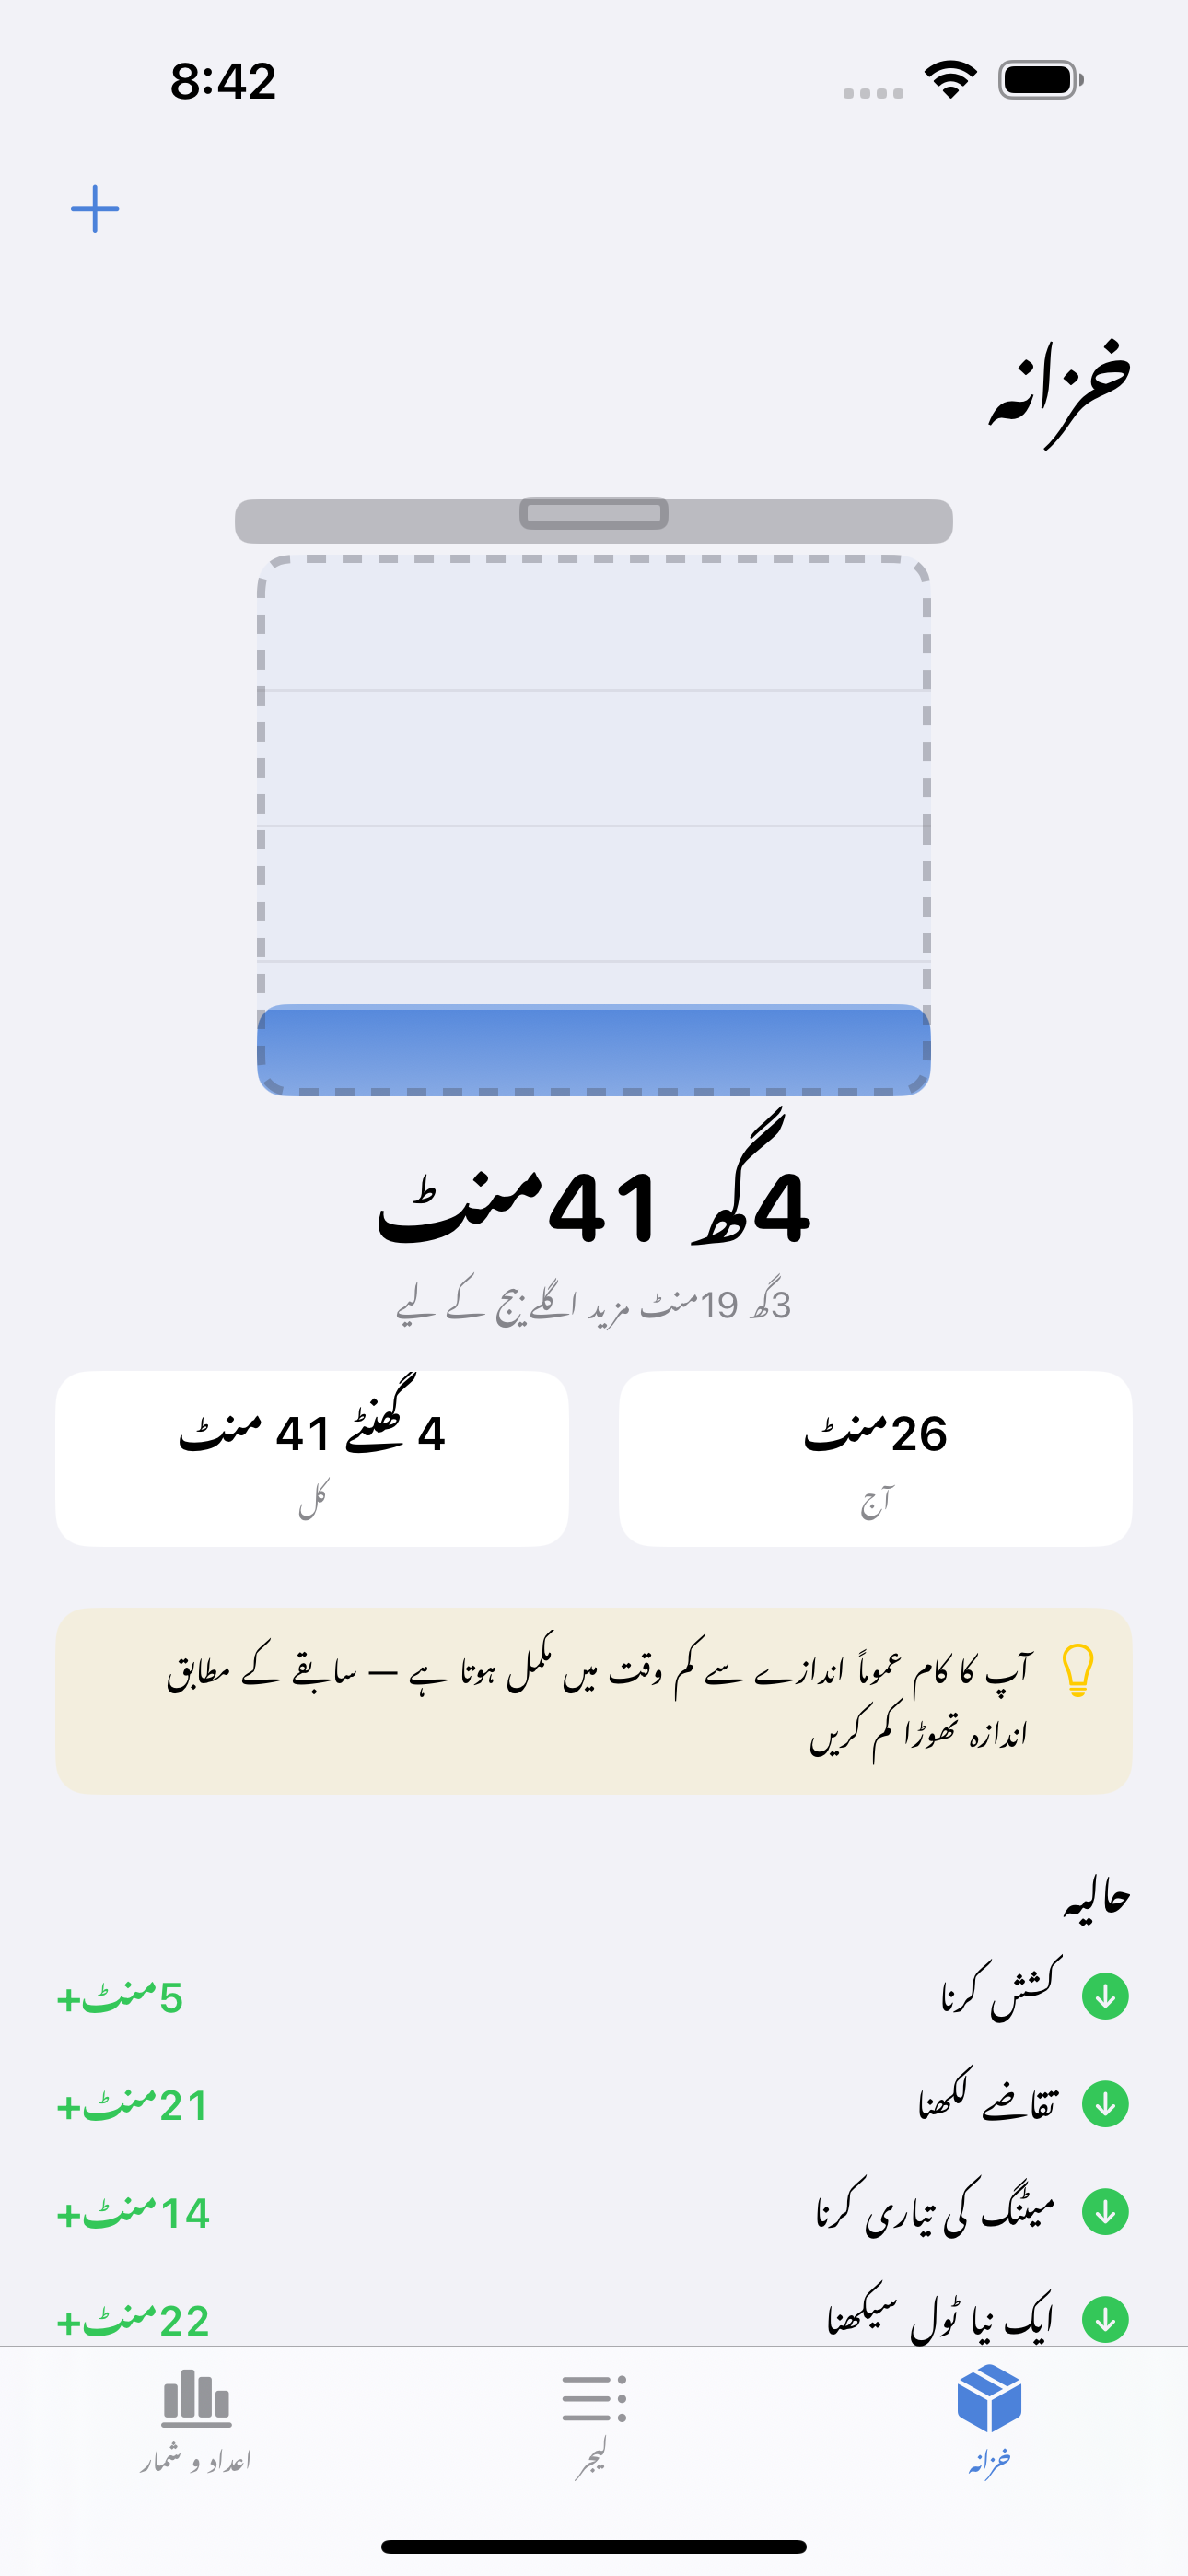 8:42
خزانہ
4گھ 41منٹ
3گھ 19منٹ مزید اگلے بیج کے لیے
26منٹ
آج
4 گھنٹے 41 منٹ
کل
آپ کا کام عموماً اندازے سے کم وقت میں مکمل ہوتا ہے — سابقے کے مطابق
اندازہ تھوڑا کم کریں
حالیہ
کشش کرنا
5منٹ+
تقاضے لکھنا
21منٹ+
میٹنگ کی تیاری کرنا
14منٹ+
ایک نیا ٹول سیکھنا
22منٹ+
خزانہ
لیجر
اعداد و شمار